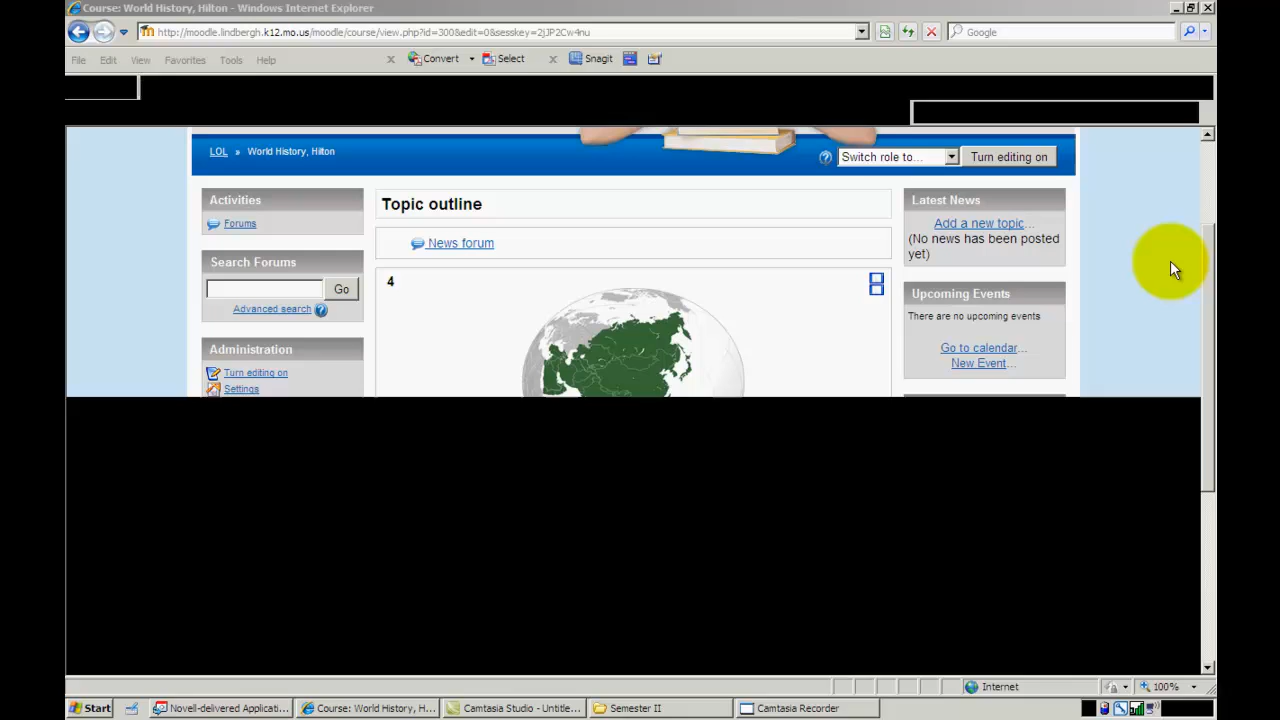 Course: World History, Hilton - Windows Internet Explorer
http://moodle.lindbergh.k12.mo.us/moodle/course/view.php?id=300&edit=0&sesskey=2jJP2Cw4nu
Google
File Edit View Favorites Tools Help
x Convert Select x Snagit
LOL » World History, Hilton
Switch role to... Turn editing on
Activities
Forums
Search Forums
Go
Advanced search
Administration
Turn editing on
Settings
Topic outline
News forum
4
Latest News
Add a new topic...
(No news has been posted
yet)
Upcoming Events
There are no upcoming events
Go to calendar...
New Event...
Internet 100%
Start Novell-delivered Applicati... Course: World History, H... Camtasia Studio - Untitle... Semester II Camtasia Recorder